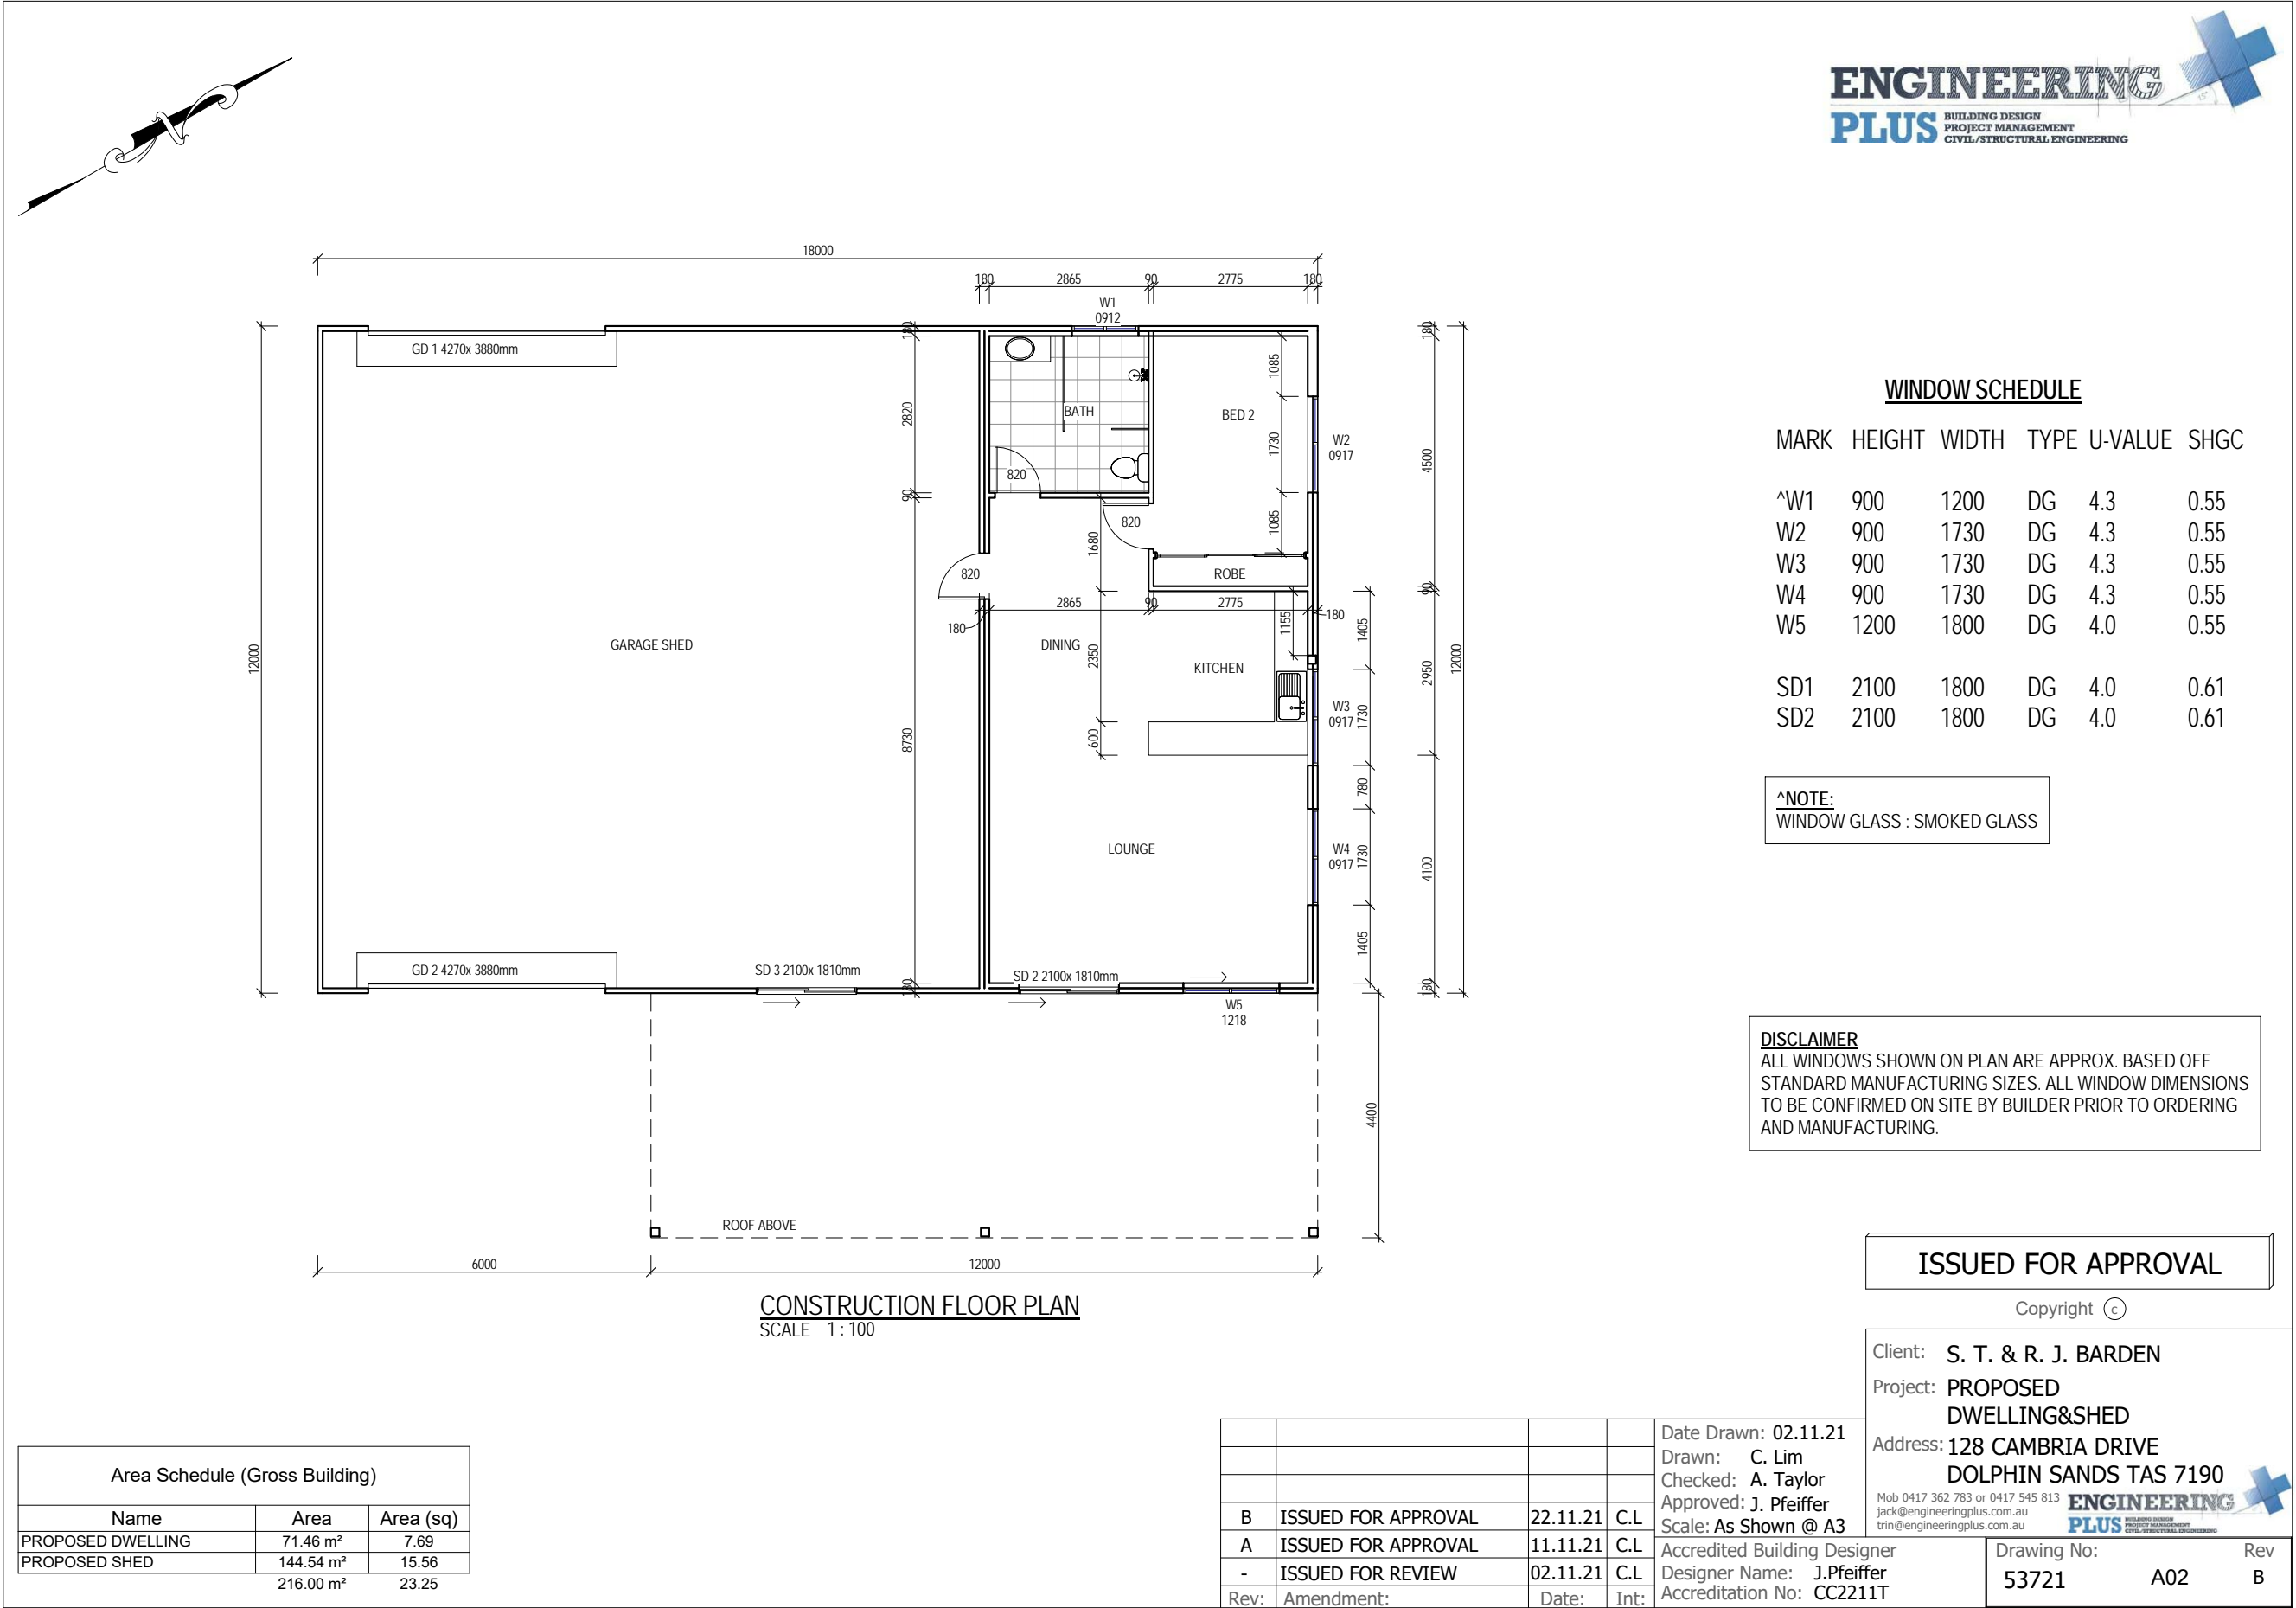 ENGINEERING
PLUS
BUILDING DESIGN
PROJECT MANAGEMENT
CIVIL/STRUCTURAL ENGINEERING
N
18000
180 2865 90 2775 180
W1
0912
GD 1 4270x 3880mm
180
2820
90
8730
180
12000
BATH
820
BED 2
1085
1730
1085
W2
0917
820
1680
ROBE
820
2865 90 2775
180
180
1155
GARAGE SHED
DINING
2350
KITCHEN
600
W3
0917
W4
0917
1405
1730
780
1730
1405
180
4500
90
2950
4100
180
12000
LOUNGE
GD 2 4270x 3880mm
SD 3 2100x 1810mm
SD 2 2100x 1810mm
W5
1218
4400
ROOF ABOVE
6000
12000
CONSTRUCTION FLOOR PLAN
SCALE 1 : 100
WINDOW SCHEDULE
MARK HEIGHT WIDTH TYPE U-VALUE SHGC
^W1 900 1200 DG 4.3 0.55
W2 900 1730 DG 4.3 0.55
W3 900 1730 DG 4.3 0.55
W4 900 1730 DG 4.3 0.55
W5 1200 1800 DG 4.0 0.55
SD1 2100 1800 DG 4.0 0.61
SD2 2100 1800 DG 4.0 0.61
^NOTE:
WINDOW GLASS : SMOKED GLASS
DISCLAIMER
ALL WINDOWS SHOWN ON PLAN ARE APPROX. BASED OFF
STANDARD MANUFACTURING SIZES. ALL WINDOW DIMENSIONS
TO BE CONFIRMED ON SITE BY BUILDER PRIOR TO ORDERING
AND MANUFACTURING.
ISSUED FOR APPROVAL
Copyright c
Client: S. T. & R. J. BARDEN
Project: PROPOSED
DWELLING&SHED
Address: 128 CAMBRIA DRIVE
DOLPHIN SANDS TAS 7190
Mob 0417 362 783 or 0417 545 813
jack@engineeringplus.com.au
trin@engineeringplus.com.au
ENGINEERING
PLUS
BUILDING DESIGN
PROJECT MANAGEMENT
CIVIL/STRUCTURAL ENGINEERING
Area Schedule (Gross Building)
Name Area Area (sq)
PROPOSED DWELLING 71.46 m² 7.69
PROPOSED SHED 144.54 m² 15.56
216.00 m² 23.25
B ISSUED FOR APPROVAL 22.11.21 C.L
A ISSUED FOR APPROVAL 11.11.21 C.L
- ISSUED FOR REVIEW 02.11.21 C.L
Rev: Amendment: Date: Int:
Date Drawn: 02.11.21
Drawn: C. Lim
Checked: A. Taylor
Approved: J. Pfeiffer
Scale: As Shown @ A3
Accredited Building Designer
Designer Name: J.Pfeiffer
Accreditation No: CC2211T
Drawing No: Rev
53721 A02 B